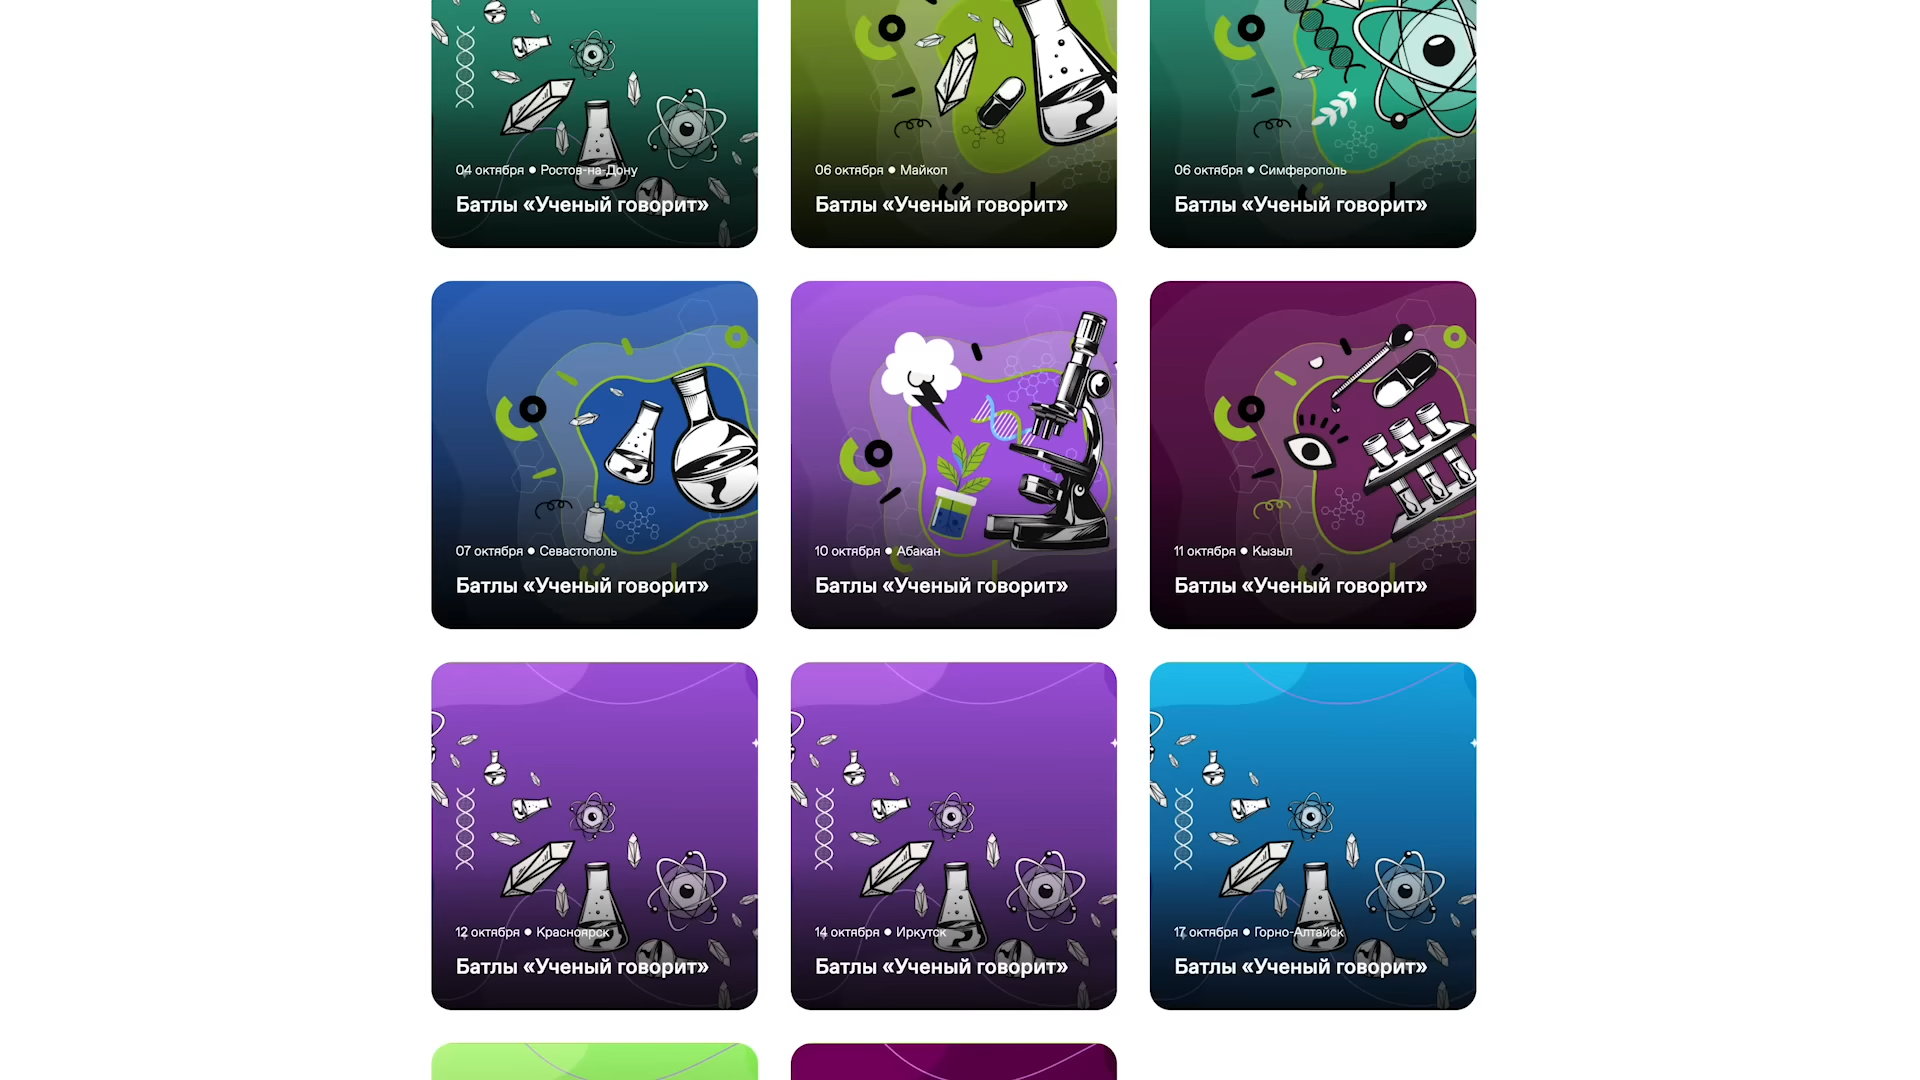 04 октября ● Ростов-на-Дону
Батлы «Ученый говорит»
06 октября ● Майкоп
Батлы «Ученый говорит»
06 октября ● Симферополь
Батлы «Ученый говорит»
07 октября ● Севастополь
Батлы «Ученый говорит»
10 октября ● Абакан
Батлы «Ученый говорит»
11 октября ● Кызыл
Батлы «Ученый говорит»
12 октября ● Красноярск
Батлы «Ученый говорит»
14 октября ● Иркутск
Батлы «Ученый говорит»
17 октября ● Горно-Алтайск
Батлы «Ученый говорит»